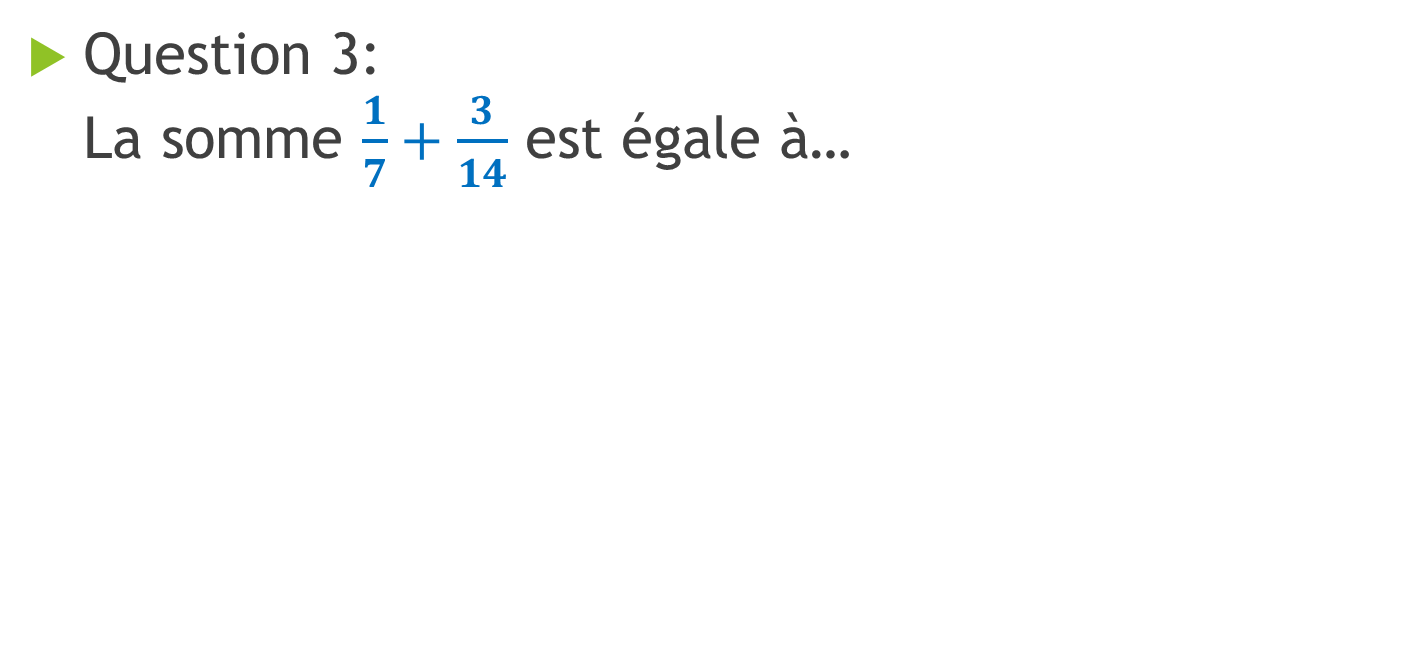 Question 3:
La somme 1/7 + 3/14 est égale à...